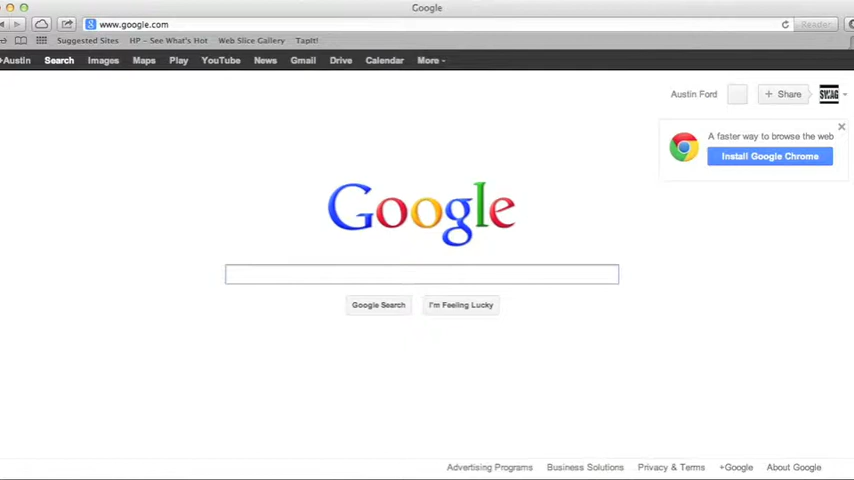 Google
www.google.com
Reader
Suggested Sites HP – See What's Hot Web Slice Gallery TapIt!
+Austin Search Images Maps Play YouTube News Gmail Drive Calendar More
Austin Ford + Share SWAG
A faster way to browse the web
Install Google Chrome
Google
Google Search I'm Feeling Lucky
Advertising Programs Business Solutions Privacy & Terms +Google About Google